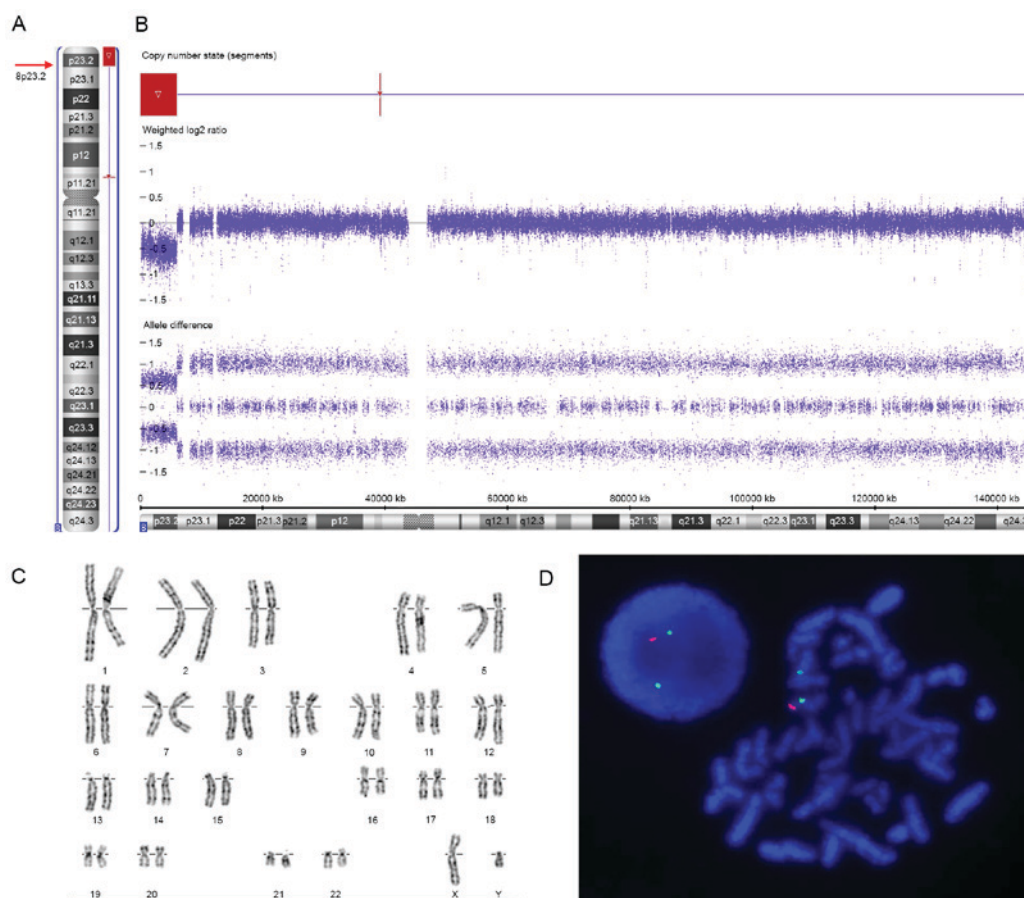 A
p23.2
8p23.2
p23.1
p22
p21.3
p21.2
p12
p11.21
q11.21
q12.1
q12.3
q13.3
q21.11
q21.13
q21.3
q22.1
q22.3
q23.1
q23.3
q24.12
q24.13
q24.21
q24.22
q24.23
q24.3
B
Copy number state (segments)
Weighted log2 ratio
1.5
1
0.5
0
-0.5
-1
-1.5
Allele difference
1.5
1.0
0.5
0
-0.5
-1.0
-1.5
0 20000 kb 40000 kb 60000 kb 80000 kb 100000 kb 120000 kb 140000 kb
p23.2 p23.1 p22 p21.3 p21.2 p12 q12.1 q12.3 q21.13 q21.3 q22.1 q22.3 q23.1 q23.3 q24.13 q24.22 q24.3
C
1 2 3 4 5
6 7 8 9 10 11 12
13 14 15 16 17 18
19 20 21 22 X Y
D